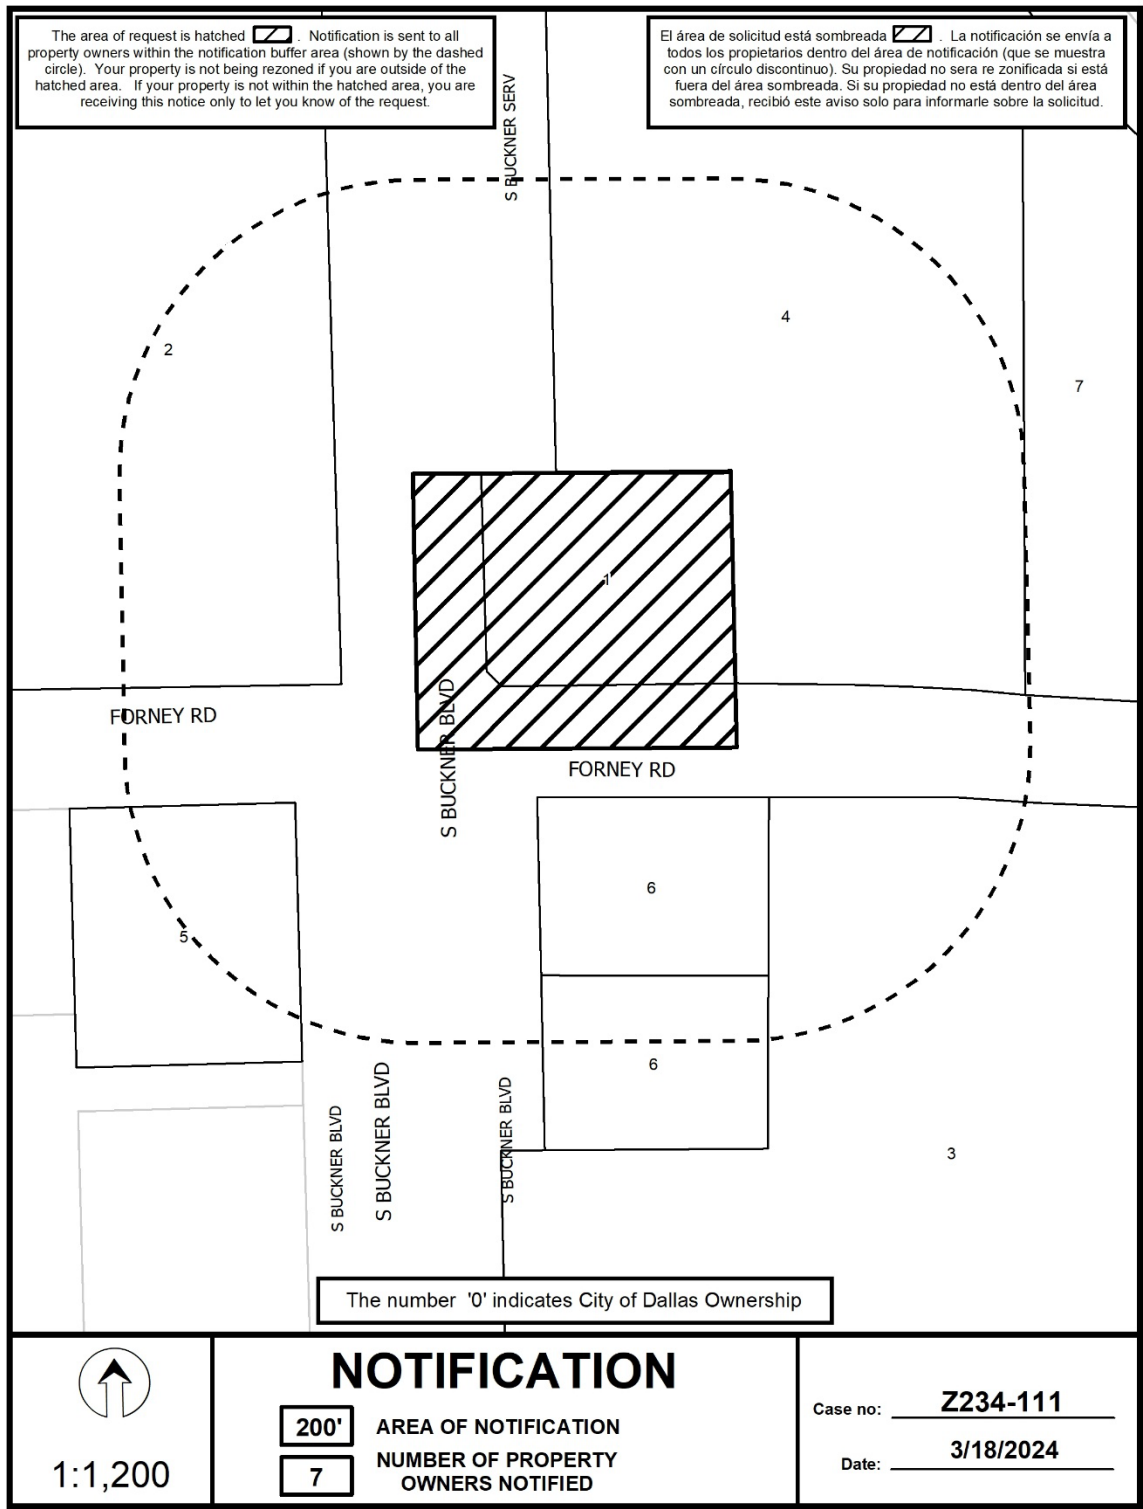 The area of request is hatched . Notification is sent to all
property owners within the notification buffer area (shown by the dashed
circle). Your property is not being rezoned if you are outside of the
hatched area. If your property is not within the hatched area, you are
receiving this notice only to let you know of the request.
El área de solicitud está sombreada . La notificación se envía a
todos los propietarios dentro del área de notificación (que se muestra
con un círculo discontinuo). Su propiedad no sera re zonificada si está
fuera del área sombreada. Si su propiedad no está dentro del área
sombreada, recibió este aviso solo para informarle sobre la solicitud.
S BUCKNER SERV
4
2
7
1
FORNEY RD
S BUCKNER BLVD
FORNEY RD
6
5
6
S BUCKNER BLVD
S BUCKNER BLVD
S BUCKNER BLVD
3
The number '0' indicates City of Dallas Ownership
1:1,200
NOTIFICATION
200' AREA OF NOTIFICATION
7 NUMBER OF PROPERTY
OWNERS NOTIFIED
Case no: Z234-111
Date: 3/18/2024